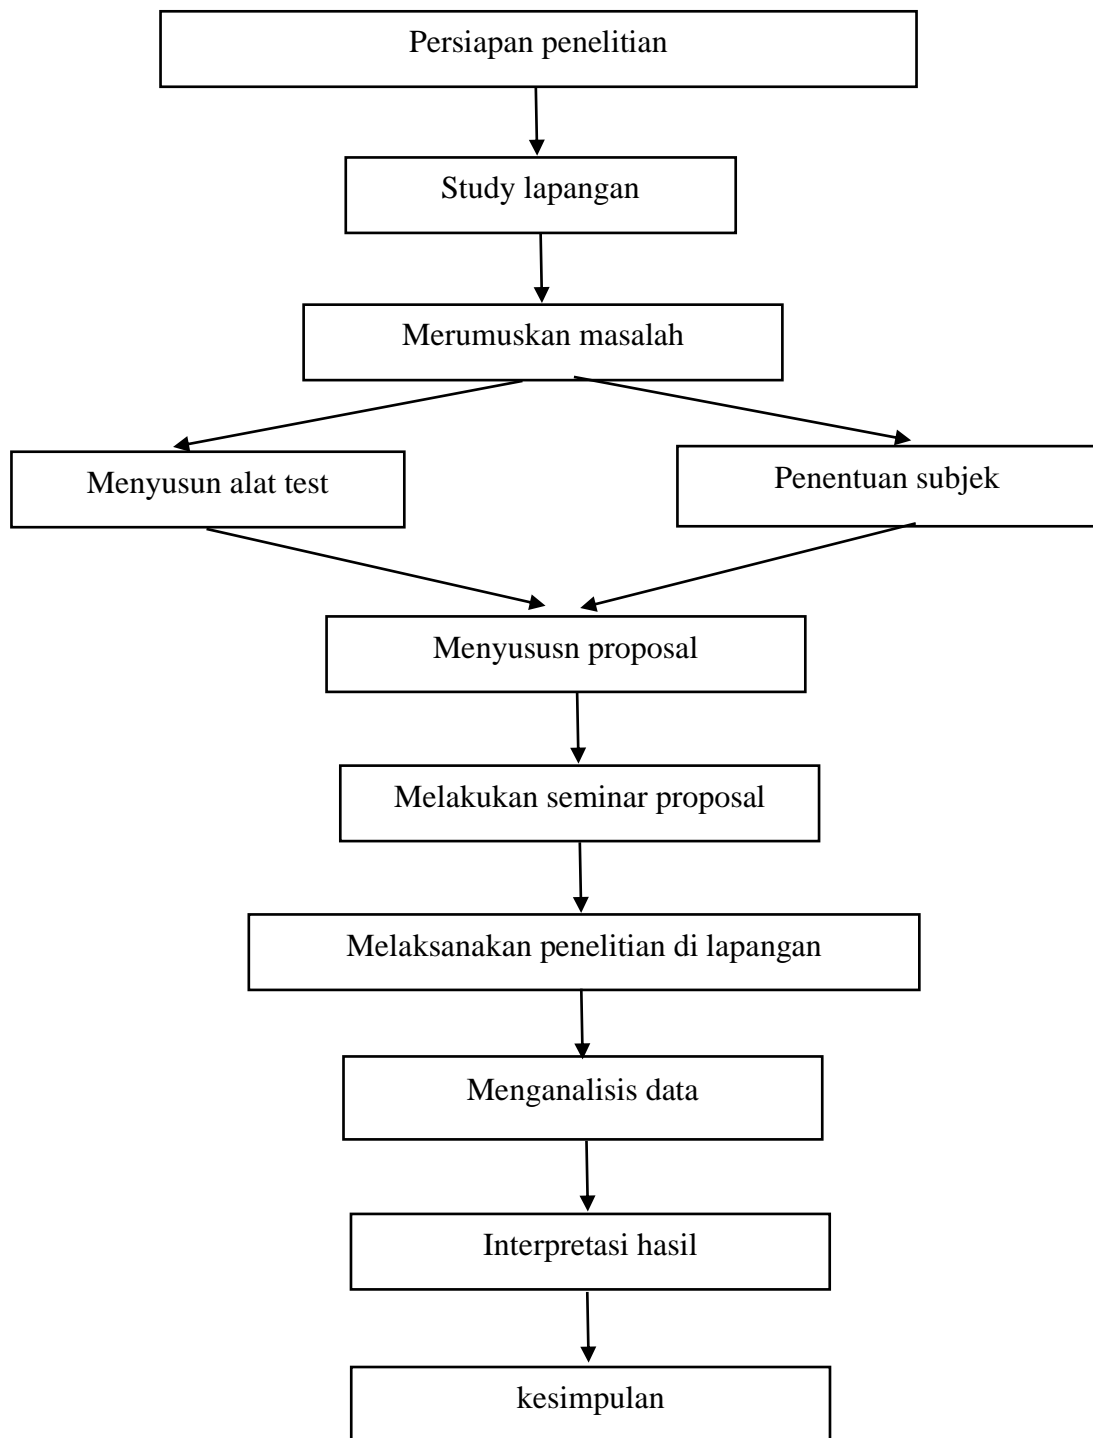 Persiapan penelitian
Study lapangan
Merumuskan masalah
Menyusun alat test
Penentuan subjek
Menyususn proposal
Melakukan seminar proposal
Melaksanakan penelitian di lapangan
Menganalisis data
Interpretasi hasil
kesimpulan